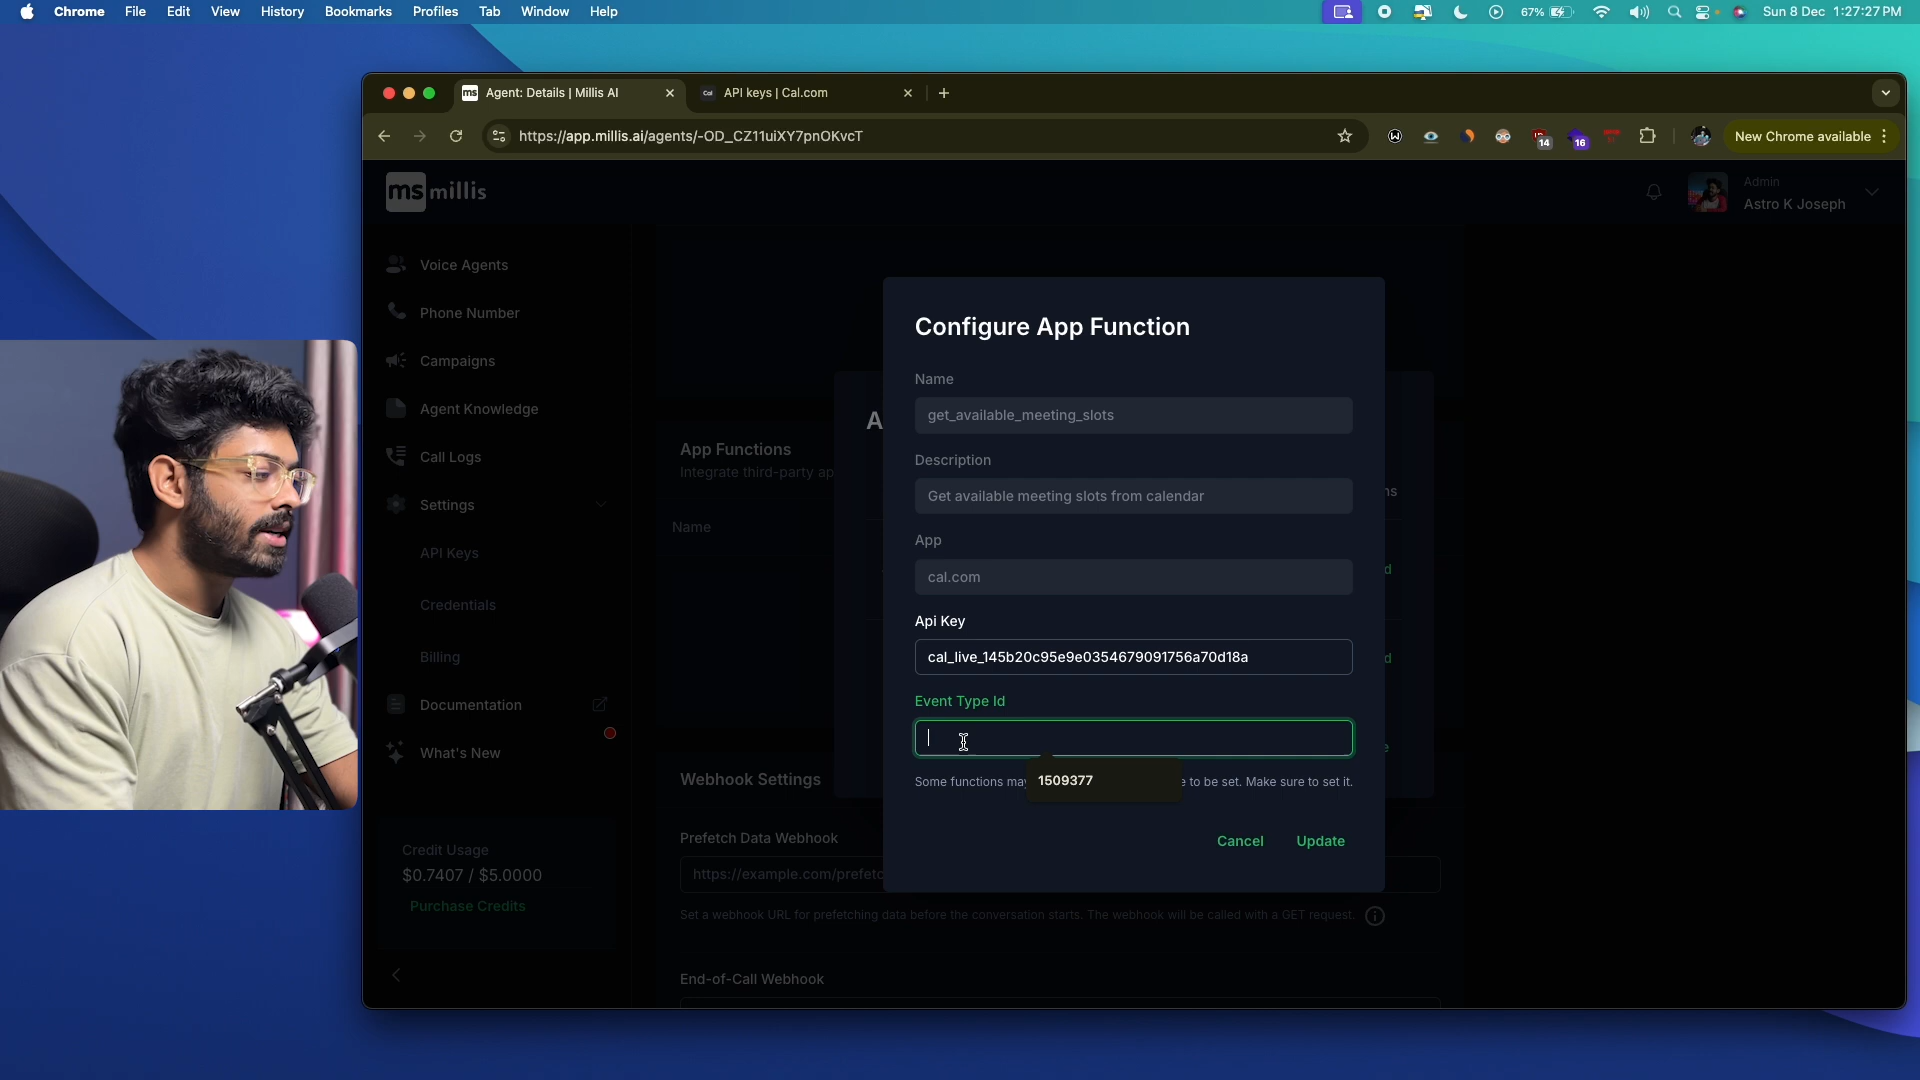 Chrome File Edit View History Bookmarks Profiles Tab Window Help
67% Sun 8 Dec 1:27:27 PM
ms Agent: Details | Millis AI
Cal API keys | Cal.com
https://app.millis.ai/agents/-OD_CZ11uiXY7pnOKvcT
14
16
New Chrome available
ms millis
Admin
Astro K Joseph
Voice Agents
Phone Number
Campaigns
Agent Knowledge
Call Logs
Settings
API Keys
Credentials
Billing
Documentation
What's New
Credit Usage
$0.7407 / $5.0000
Purchase Credits
App Functions
Integrate third-party ap
Name
A
ns
d
d
e
Configure App Function
Name
get_available_meeting_slots
Description
Get available meeting slots from calendar
App
cal.com
Api Key
cal_live_145b20c95e9e0354679091756a70d18a
Event Type Id
1509377
Some functions may e to be set. Make sure to set it.
Cancel Update
Webhook Settings
Prefetch Data Webhook
https://example.com/prefetc
Set a webhook URL for prefetching data before the conversation starts. The webhook will be called with a GET request.
End-of-Call Webhook